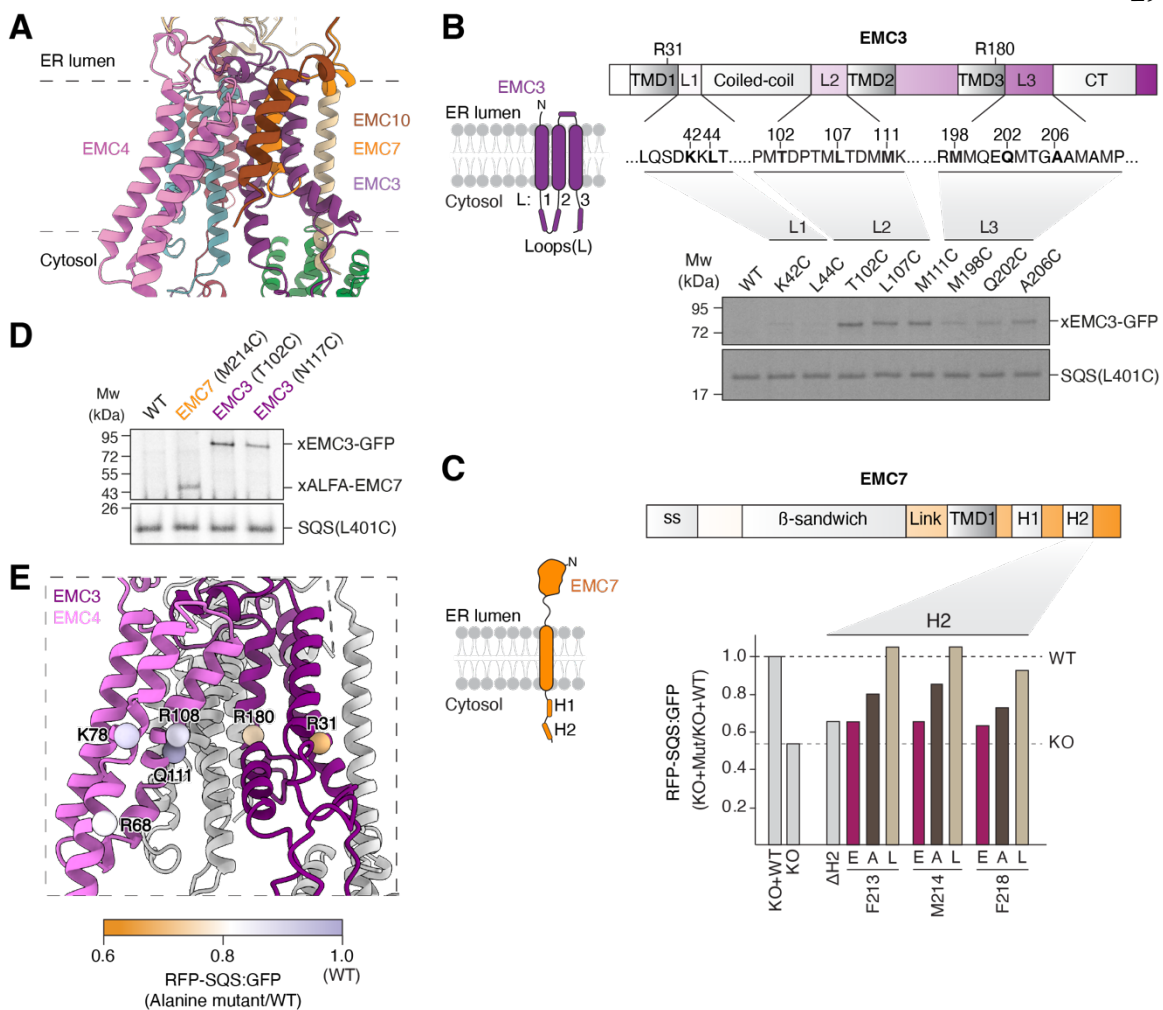 A
ER lumen
EMC4
EMC10
EMC7
EMC3
Cytosol
B
EMC3
R31
R180
TMD1
L1
Coiled-coil
L2
TMD2
TMD3
L3
CT
EMC3
N
ER lumen
Cytosol
L: 1 2 3
Loops(L)
42 44 102 107 111 198 202 206
...LQSDKKLT.....PMTDPTMLTDMMK...
...RMMQEQMTGAAMAMP...
L1 L2 L3
Mw
(kDa)
WT K42C L44C T102C L107C M111C M198C Q202C A206C
95
72
xEMC3-GFP
17
SQS(L401C)
D
Mw
(kDa)
WT
EMC7 (M214C)
EMC3 (T102C)
EMC3 (N117C)
95
72
55
43
xEMC3-GFP
xALFA-EMC7
26
SQS(L401C)
C
EMC7
ss
ß-sandwich
Link
TMD1
H1
H2
N
EMC7
ER lumen
Cytosol
H1
H2
H2
RFP-SQS:GFP
(KO+Mut/KO+WT)
1.0
0.8
0.6
0.4
0.2
WT
KO
KO+WT
KO
ΔH2
E A L E A L E A L
F213 M214 F218
E
EMC3
EMC4
K78
R108
Q111
R68
R180
R31
0.6 0.8 1.0
(WT)
RFP-SQS:GFP
(Alanine mutant/WT)